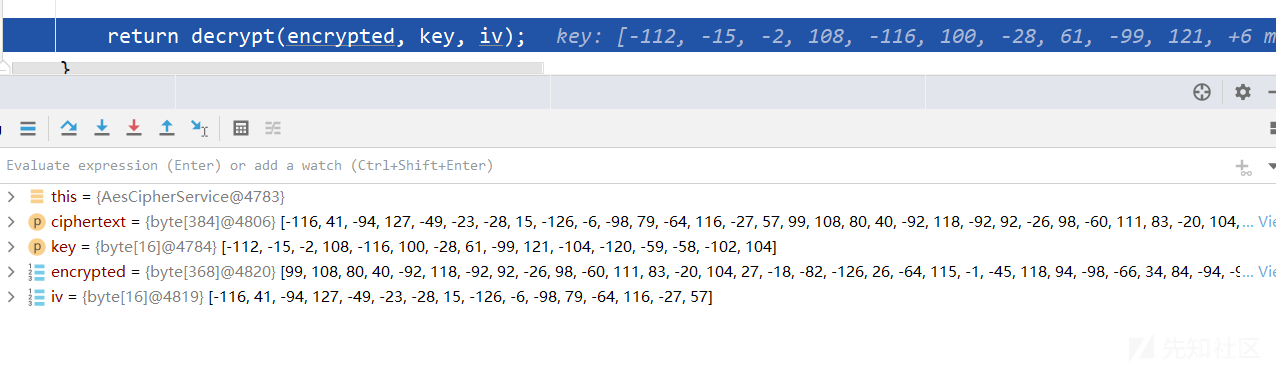 return decrypt(encrypted, key, iv);   key: [-112, -15, -2, 108, -116, 100, -28, 61, -99, 121, +6 m
}
Evaluate expression (Enter) or add a watch (Ctrl+Shift+Enter)
this = {AesCipherService@4783}
ciphertext = {byte[384]@4806} [-116, 41, -94, 127, -49, -23, -28, 15, -126, -6, -98, 79, -64, 116, -27, 57, 99, 108, 80, 40, -92, 118, -92, 92, -26, 98, -60, 111, 83, -20, 104,... Vie
key = {byte[16]@4784} [-112, -15, -2, 108, -116, 100, -28, 61, -99, 121, -104, -120, -59, -58, -102, 104]
encrypted = {byte[368]@4820} [99, 108, 80, 40, -92, 118, -92, 92, -26, 98, -60, 111, 83, -20, 104, 27, -18, -82, -126, 26, -64, 115, -1, -45, 118, 94, -98, -66, 34, 84, -94, -9... Vie
iv = {byte[16]@4819} [-116, 41, -94, 127, -49, -23, -28, 15, -126, -6, -98, 79, -64, 116, -27, 57]
先知社区